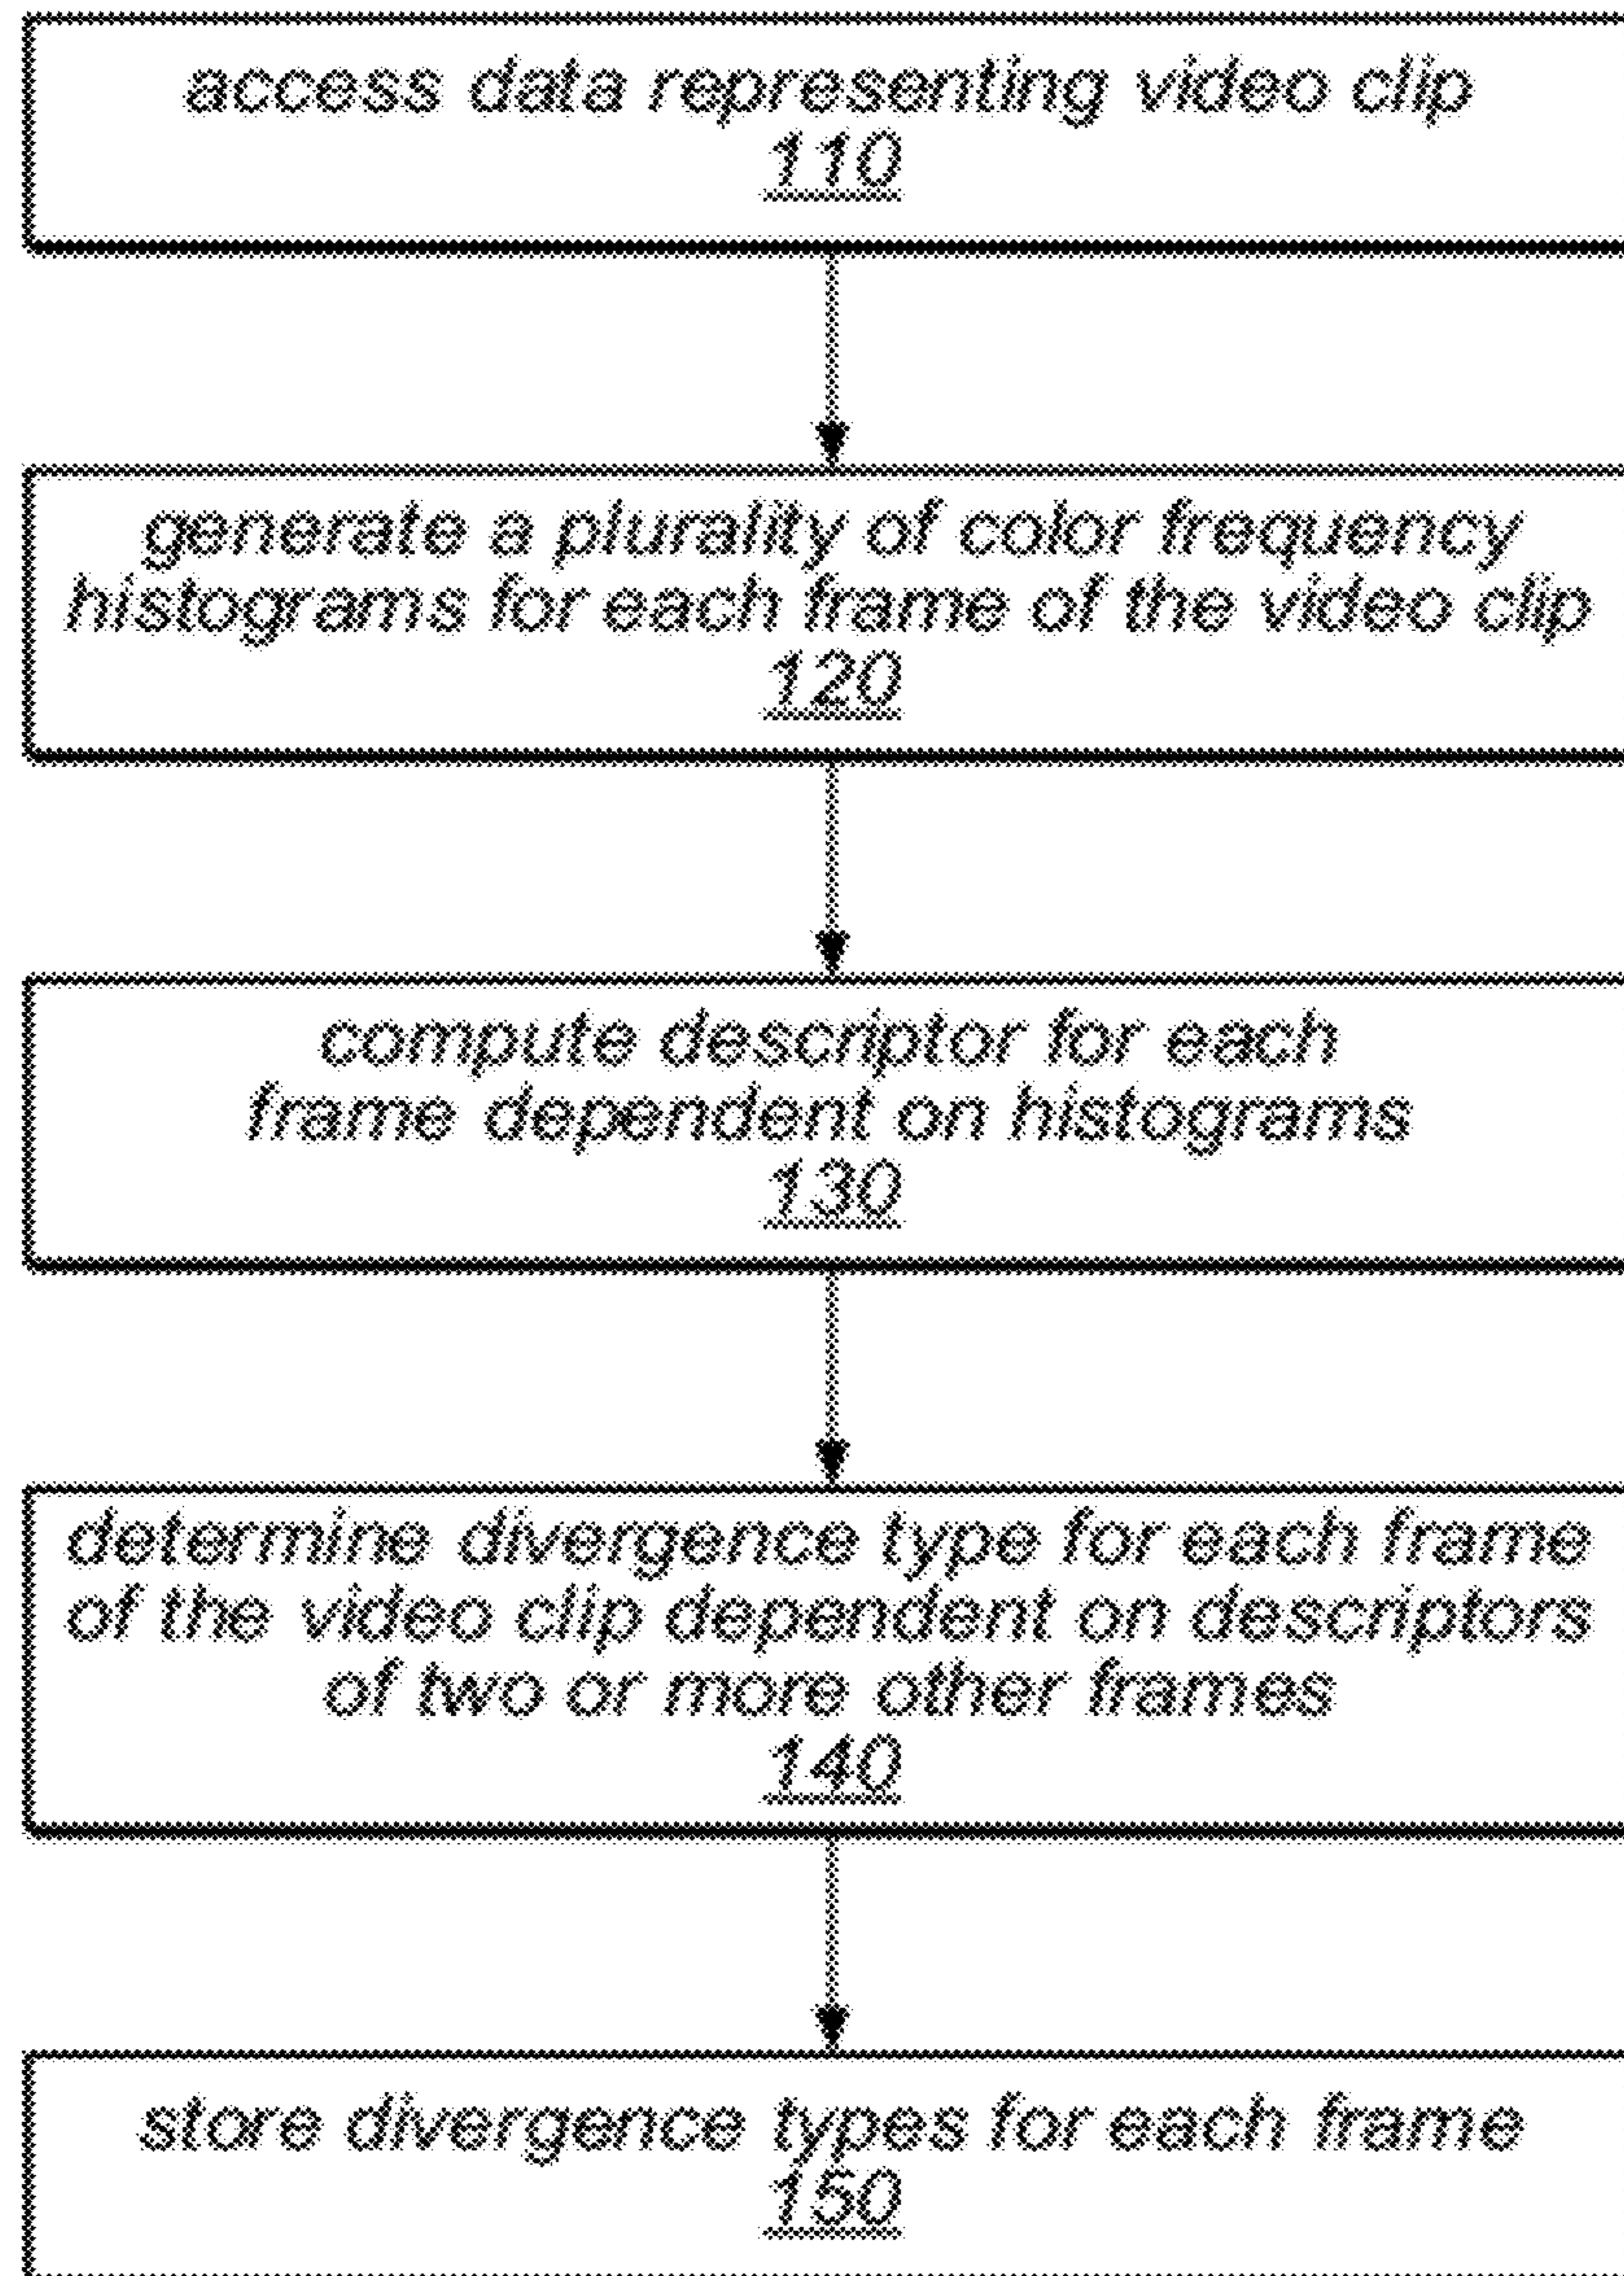 access data representing video clip
110
generate a plurality of color frequency
histograms for each frame of the video clip
120
compute descriptor for each
frame dependent on histograms
130
determine divergence type for each frame
of the video clip dependent on descriptors
of two or more other frames
140
store divergence types for each frame
150